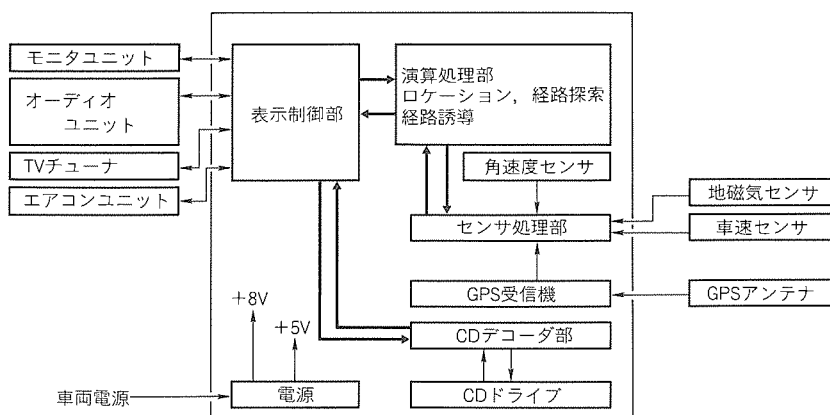 モニタユニット
オーディオ
ユニット
TVチューナ
エアコンユニット
表示制御部
演算処理部
ロケーション，経路探索
経路誘導
角速度センサ
センサ処理部
地磁気センサ
車速センサ
GPS受信機
GPSアンテナ
CDデコーダ部
CDドライブ
+8V
+5V
車両電源
電源